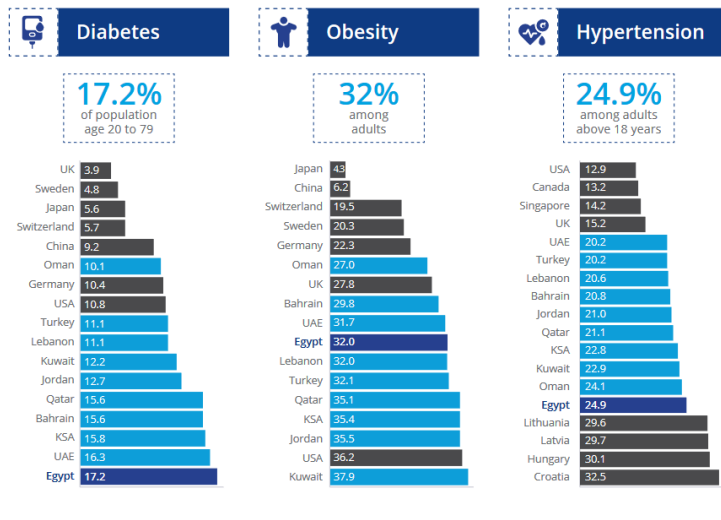 Diabetes
17.2%
of population
age 20 to 79
UK 3.9
Sweden 4.8
Japan 5.6
Switzerland 5.7
China 9.2
Oman 10.1
Germany 10.4
USA 10.8
Turkey 11.1
Lebanon 11.1
Kuwait 12.2
Jordan 12.7
Qatar 15.6
Bahrain 15.6
KSA 15.8
UAE 16.3
Egypt 17.2
Obesity
32%
among
adults
Japan 43
China 6.2
Switzerland 19.5
Sweden 20.3
Germany 22.3
Oman 27.0
UK 27.8
Bahrain 29.8
UAE 31.7
Egypt 32.0
Lebanon 32.0
Turkey 32.1
Qatar 35.1
KSA 35.4
Jordan 35.5
USA 36.2
Kuwait 37.9
Hypertension
24.9%
among adults
above 18 years
USA 12.9
Canada 13.2
Singapore 14.2
UK 15.2
UAE 20.2
Turkey 20.2
Lebanon 20.6
Bahrain 20.8
Jordan 21.0
Qatar 21.1
KSA 22.8
Kuwait 22.9
Oman 24.1
Egypt 24.9
Lithuania 29.6
Latvia 29.7
Hungary 30.1
Croatia 32.5